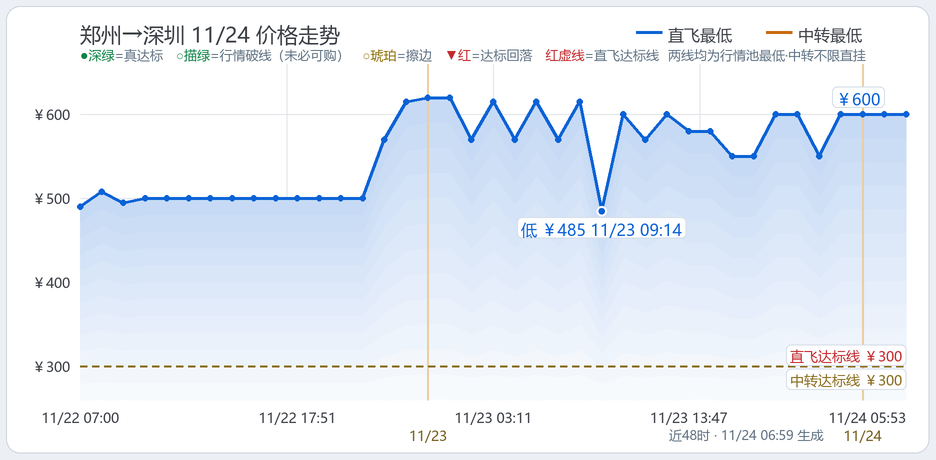 郑州→深圳 11/24 价格走势
直飞最低 中转最低
●深绿=真达标 ○描绿=行情破线（未必可购） ○琥珀=擦边 ▼红=达标回落 红虚线=直飞达标线 两线均为行情池最低·中转不限直挂
￥600
￥600
￥500
低 ￥485 11/23 09:14
￥400
直飞达标线 ￥300
￥300
中转达标线 ￥300
11/22 07:00 11/22 17:51 11/23 03:11 11/23 13:47 11/24 05:53
11/23 近48时 · 11/24 06:59 生成 11/24